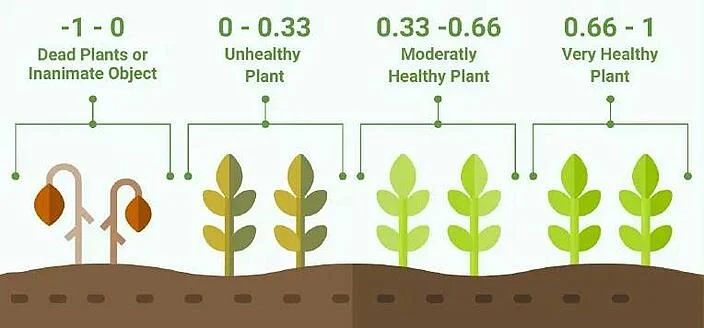 -1 - 0
Dead Plants or
Inanimate Object
0 - 0.33
Unhealthy
Plant
0.33 -0.66
Moderatly
Healthy Plant
0.66 - 1
Very Healthy
Plant